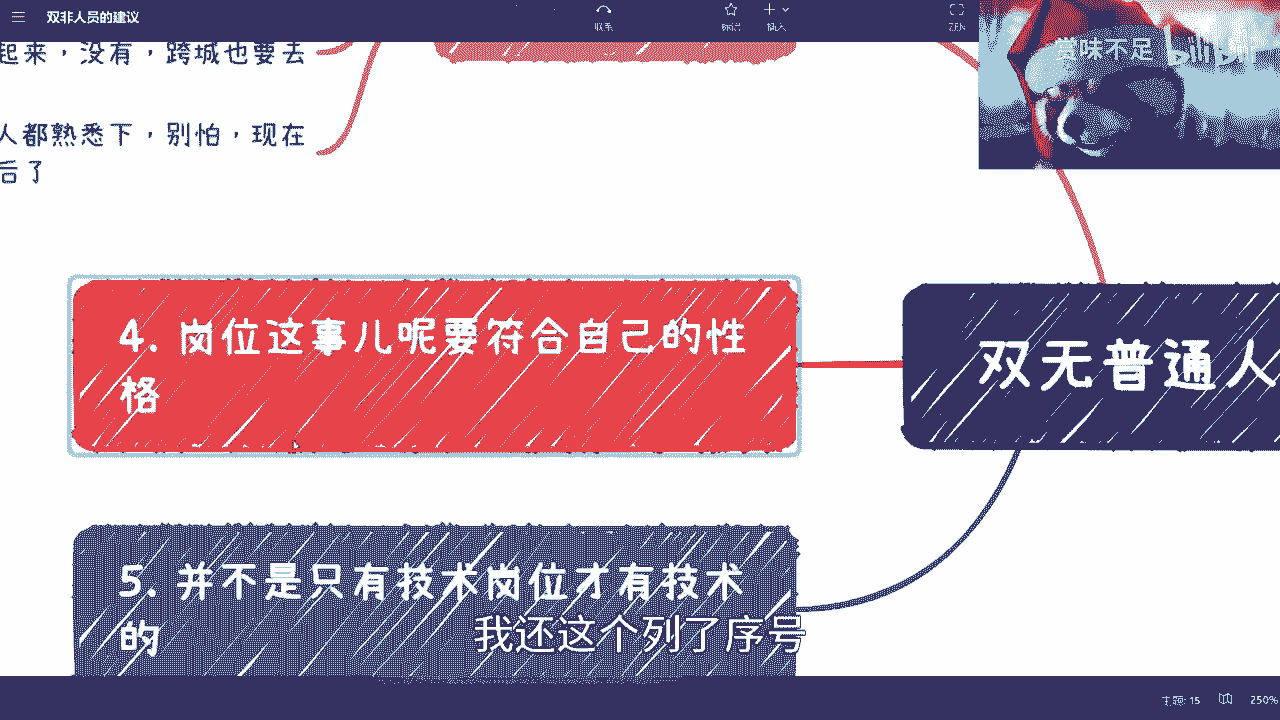 双非人员的建议
联系
标记
插入
ZEN
赏味不足 bilibili
起来，没有，跨城也要去
人都熟悉下，别怕，现在
后了
4. 岗位这事儿呢要符合自己的性
格
双无普通人
5. 并不是只有技术岗位才有技术
的
我还这个列了序号
主题: 15
250%